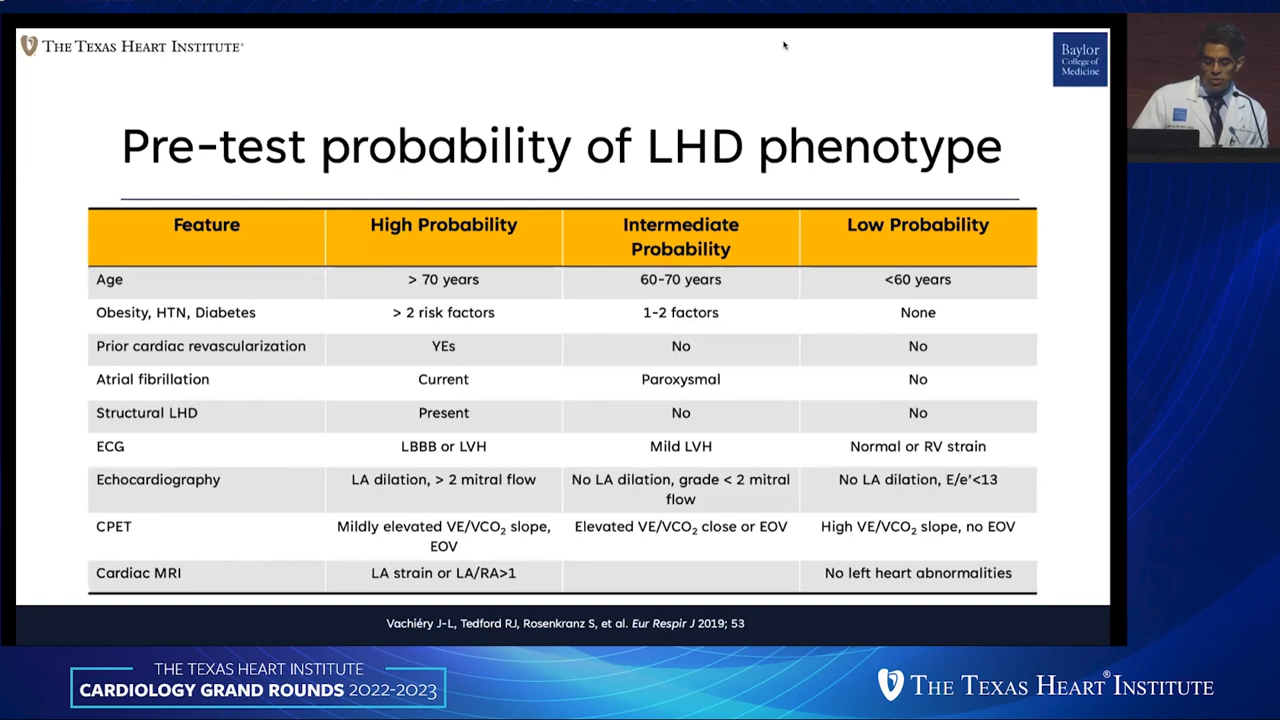 THE TEXAS HEART INSTITUTE®
Baylor
College of
Medicine
Pre-test probability of LHD phenotype
Feature High Probability Intermediate Probability Low Probability
Age > 70 years 60-70 years <60 years
Obesity, HTN, Diabetes > 2 risk factors 1-2 factors None
Prior cardiac revascularization YEs No No
Atrial fibrillation Current Paroxysmal No
Structural LHD Present No No
ECG LBBB or LVH Mild LVH Normal or RV strain
Echocardiography LA dilation, > 2 mitral flow No LA dilation, grade < 2 mitral flow No LA dilation, E/e'<13
CPET Mildly elevated VE/VCO₂ slope, EOV Elevated VE/VCO₂ close or EOV High VE/VCO₂ slope, no EOV
Cardiac MRI LA strain or LA/RA>1 No left heart abnormalities
Vachiéry J-L, Tedford RJ, Rosenkranz S, et al. Eur Respir J 2019; 53
THE TEXAS HEART INSTITUTE
CARDIOLOGY GRAND ROUNDS 2022-2023
THE TEXAS HEART® INSTITUTE